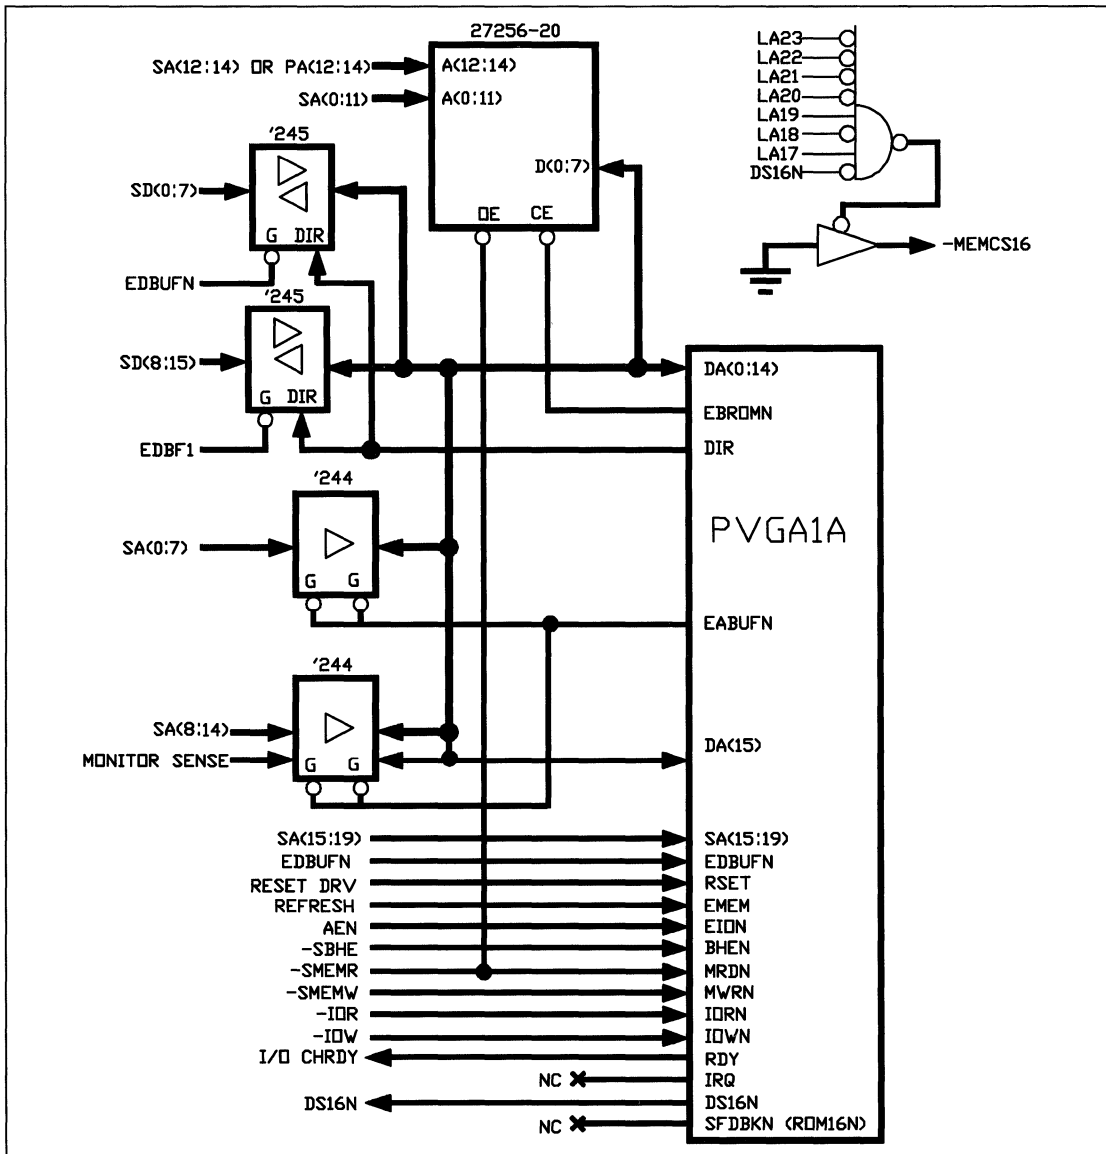 27256-20
SA(12:14) OR PA(12:14)
A(12:14)
SA(0:11)
A(0:11)
D(0:7)
OE
CE
LA23
LA22
LA21
LA20
LA19
LA18
LA17
DS16N
-MEMCS16
'245
SD(0:7)
G
DIR
EDBUFN
'245
SD(8:15)
G
DIR
EDBF1
DA(0:14)
EBROMN
DIR
PVGA1A
'244
SA(0:7)
G
G
EABUFN
'244
SA(8:14)
MONITOR SENSE
G
G
DA(15)
SA(15:19)
SA(15:19)
EDBUFN
EDBUFN
RESET DRV
RSET
REFRESH
EMEM
AEN
EION
-SBHE
BHEN
-SMEMR
MRDN
-SMEMW
MWRN
-IOR
IORN
-IOW
IOWN
I/O CHRDY
RDY
NC
IRQ
DS16N
DS16N
NC
SFDBKN (ROM16N)